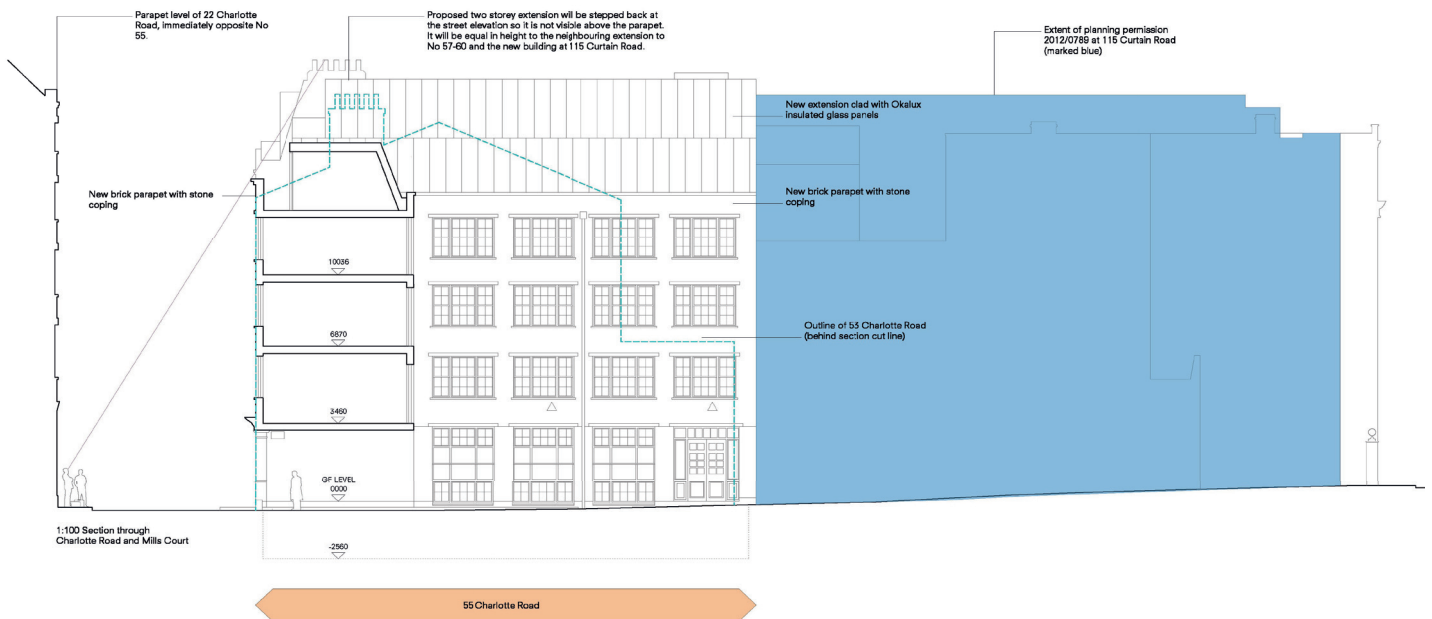 Parapet level of 22 Charlotte
Road, immediately opposite No
55.
Proposed two storey extension will be stepped back at
the street elevation so it is not visible above the parapet.
It will be equal in height to the neighbouring extension to
No 57-60 and the new building at 115 Curtain Road.
Extent of planning permission
2012/0789 at 115 Curtain Road
(marked blue)
New extension clad with Okalux
insulated glass panels
New brick parapet with stone
coping
New brick parapet with stone
coping
10036
6870
Outline of 53 Charlotte Road
(behind section cut line)
3460
GF LEVEL
0000
1:100 Section through
Charlotte Road and Mills Court
-2560
55 Charlotte Road